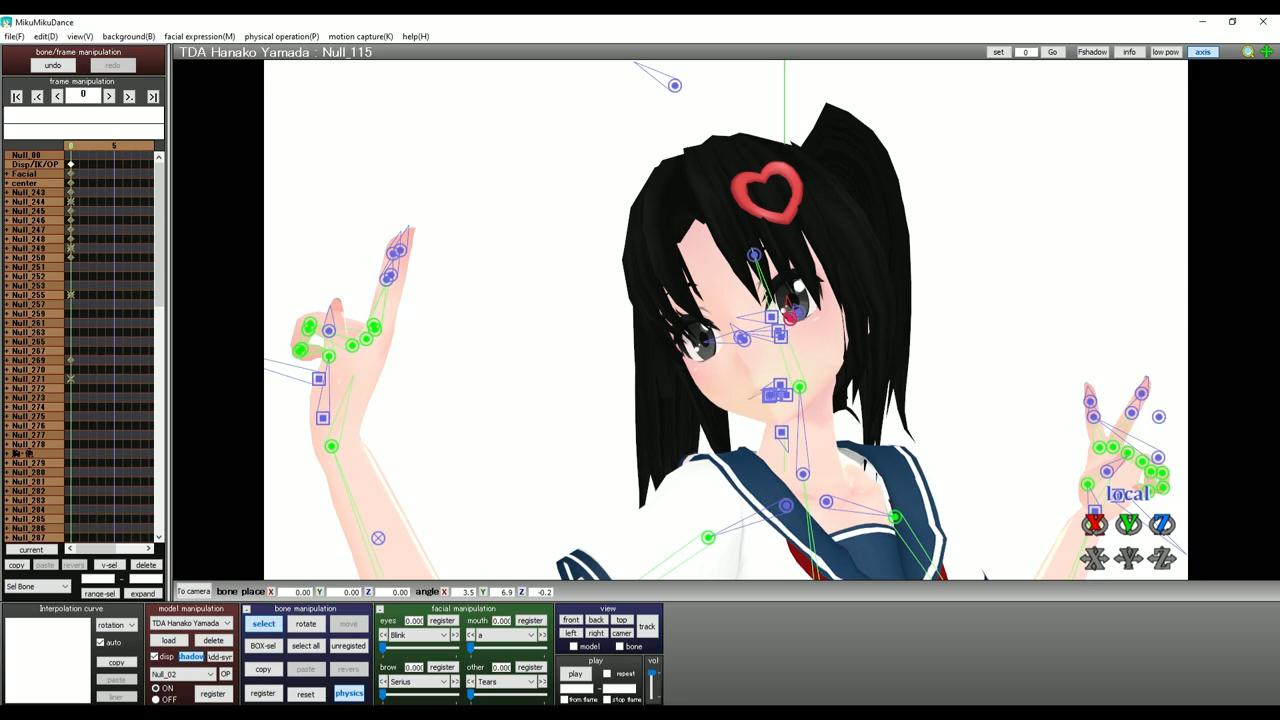 MikuMikuDance
file(F) edit(D) view(V) background(B) facial expression(M) physical operation(P) motion capture(K) help(H)
bone/frame manipulation
undo redo
TDA Hanako Yamada : Null_115
set 0 Go Fshadow info low pow axis
frame manipulation
|< .< < 0 > >. >|
0 5
Null_00
Disp/IK/OP
+ Facial
+ center
+ Null_243
+ Null_244
+ Null_245
+ Null_246
+ Null_247
+ Null_248
+ Null_249
+ Null_250
+ Null_251
+ Null_252
+ Null_253
+ Null_255
+ Null_257
+ Null_259
+ Null_261
+ Null_263
+ Null_265
+ Null_267
+ Null_269
+ Null_270
+ Null_271
+ Null_272
+ Null_273
+ Null_274
+ Null_275
+ Null_276
+ Null_277
+ Null_278
+ Null_279
+ Null_280
+ Null_281
+ Null_282
+ Null_283
+ Null_284
+ Null_285
+ Null_286
+ Null_287
local
X Y Z
X Y Z
current
copy paste revers v-sel delete
Sel Bone ~
range-sel expand
To camera bone place X 0.00 Y 0.00 Z 0.00 angle X 3.5 Y 6.9 Z -0.2
Interpolation curve
rotation
auto
copy
paste
liner
model manipulation
TDA Hanako Yamada
load delete
disp shadow Add-syn
Null_02 OP
ON
OFF
register
- bone manipulation
select rotate move
BOX-sel select all unregisted
copy paste revers
register reset physics
- facial manipulation
eyes 0.000 register mouth 0.000 register
<< Blink >> << a >>
brow 0.000 register other 0.000 register
<< Serius >> << Tears >>
view
front back top
left right camer track
model bone
play
play repeat
~
from flame stop flame
vol